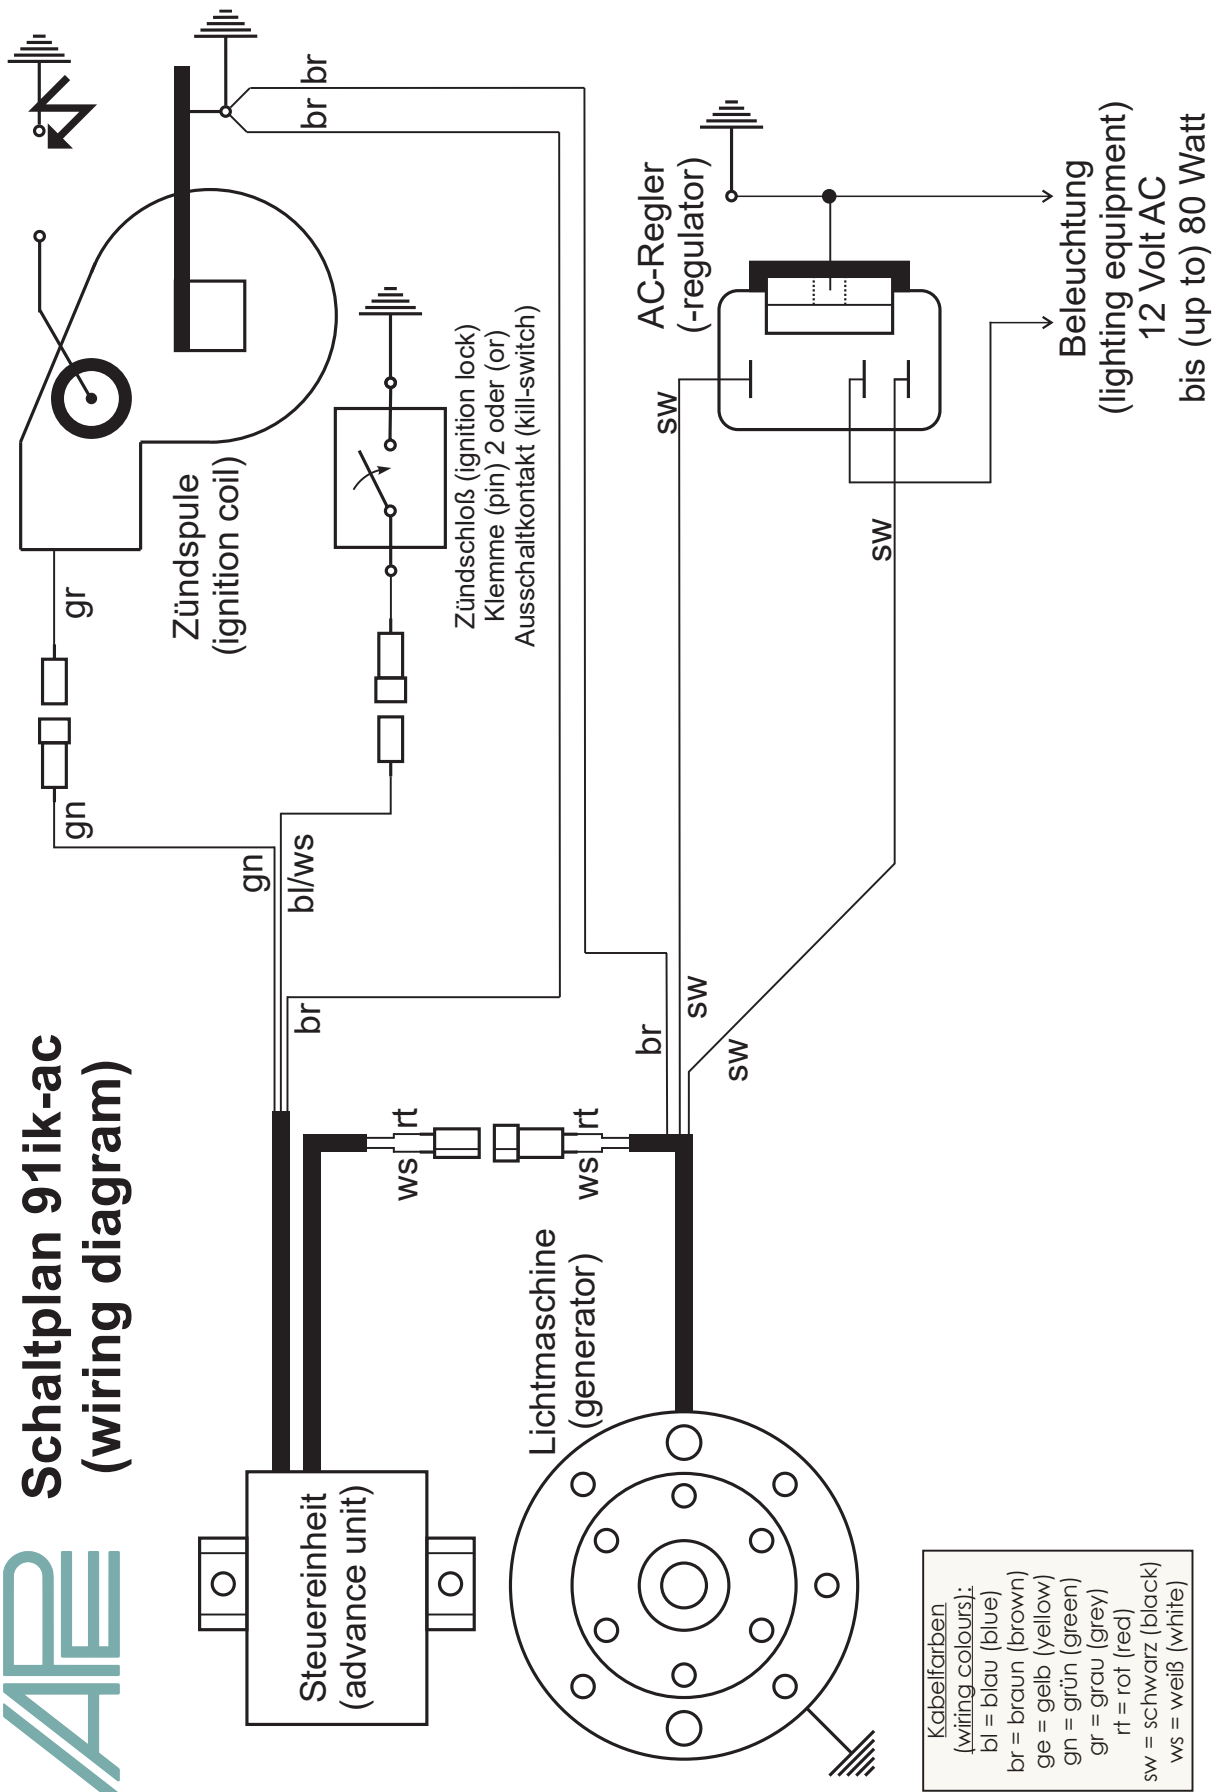 APE
Schaltplan 91ik-ac
(wiring diagram)
gr
gn
gn
bl/ws
br
br
br
Zündspule
(ignition coil)
Zündschloß (ignition lock)
Klemme (pin) 2 oder (or)
Ausschaltkontakt (kill-switch)
Steuereinheit
(advance unit)
ws
rt
ws
rt
Lichtmaschine
(generator)
br
sw
sw
sw
sw
AC-Regler
(-regulator)
Beleuchtung
(lighting equipment)
12 Volt AC
bis (up to) 80 Watt
Kabelfarben
(wiring colours):
bl = blau (blue)
br = braun (brown)
ge = gelb (yellow)
gn = grün (green)
gr = grau (grey)
rt = rot (red)
sw = schwarz (black)
ws = weiß (white)